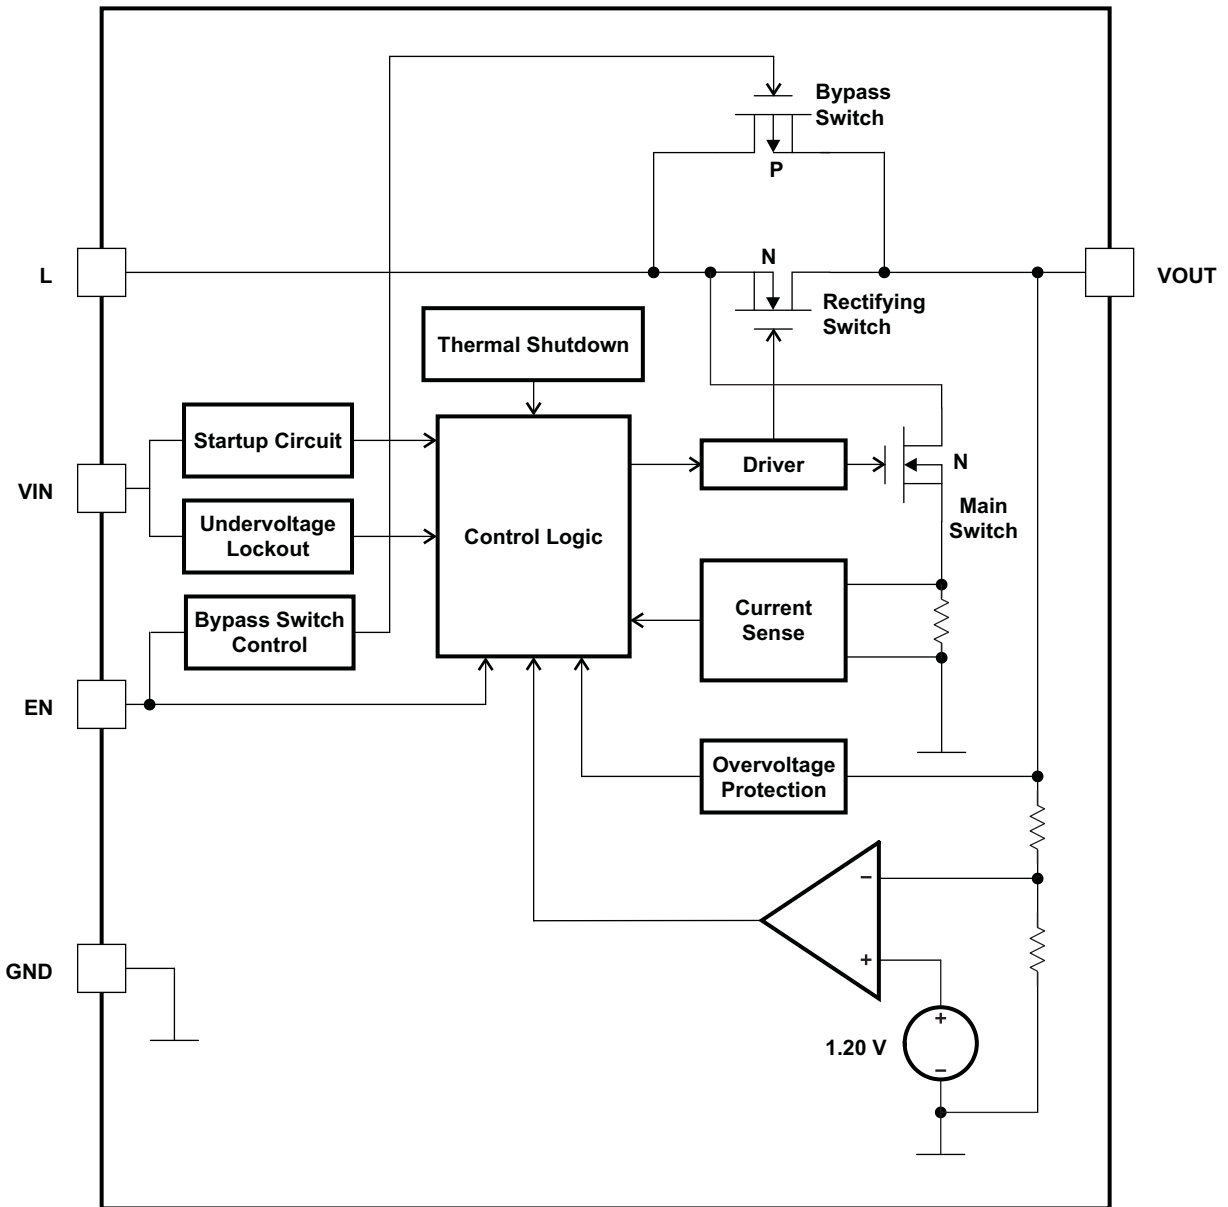 Bypass
Switch
P
N
L
VOUT
Rectifying
Switch
Thermal Shutdown
Startup Circuit
VIN
Driver
N
Main
Switch
Undervoltage
Lockout
Control Logic
Bypass Switch
Control
Current
Sense
EN
Overvoltage
Protection
−
+
GND
+
1.20 V
−